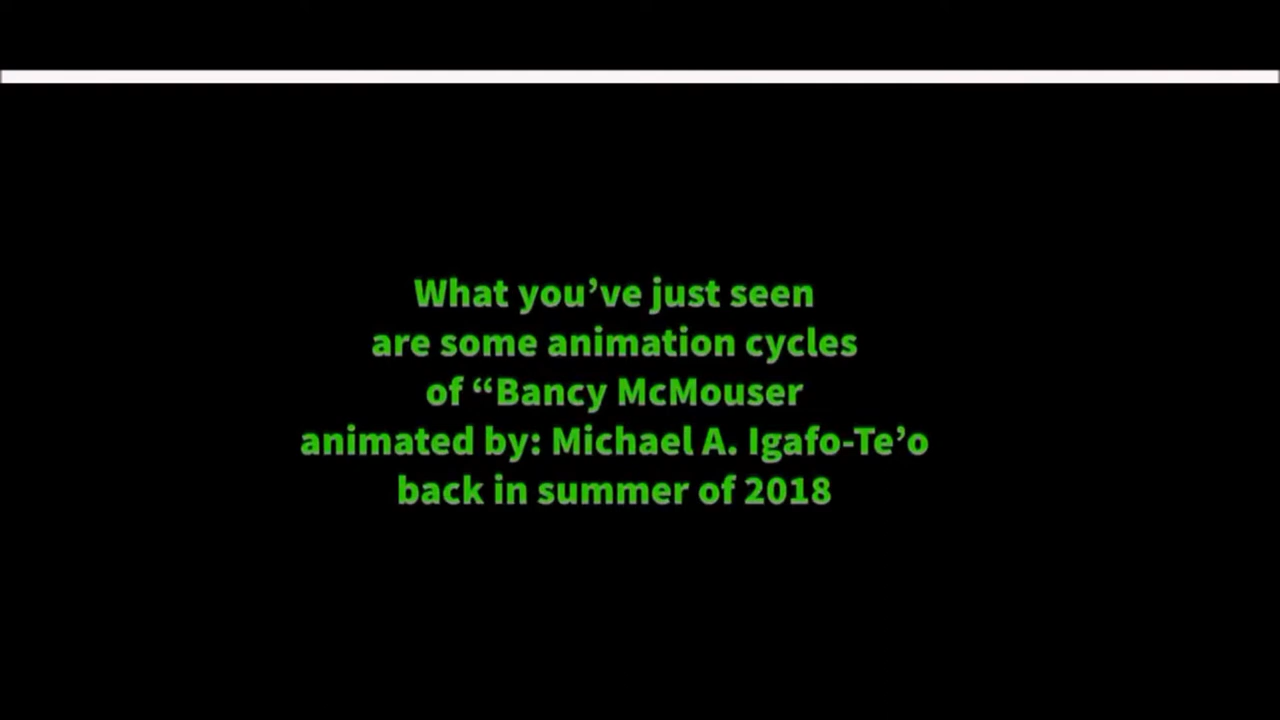 What you’ve just seen
are some animation cycles
of “Bancy McMouser
animated by: Michael A. Igafo-Te’o
back in summer of 2018